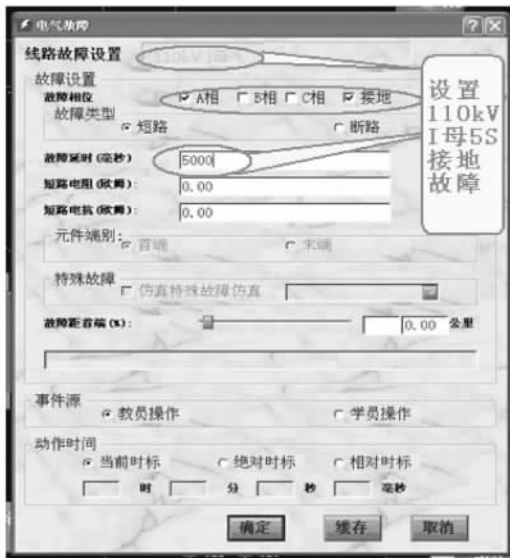 电气故障
线路故障设置 110kV I母
故障设置
故障相位 A相 B相 C相 接地
故障类型
短路 断路
故障延时(毫秒) 5000
短路电阻(欧姆): 0.00
短路电抗(欧姆): 0.00
元件端别:
首端 末端
特殊故障
仿真特殊故障仿真
故障距首端(%): 0.00 公里
事件源
教员操作 学员操作
动作时间
当前时标 绝对时标 相对时标
时 分 秒 毫秒
确定 缓存 取消
设置
110kV
I母5S
接地
故障